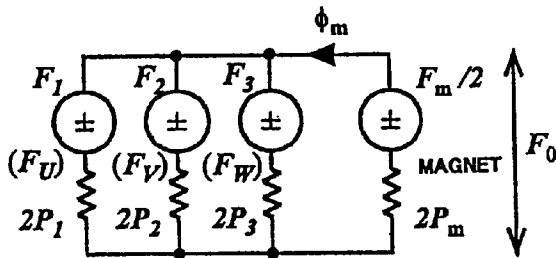 ϕm
F1 F2 F3 Fm/2
± ± ± ±
F0
(FU) (FV) (FW) MAGNET
2P1 2P2 2P3 2Pm